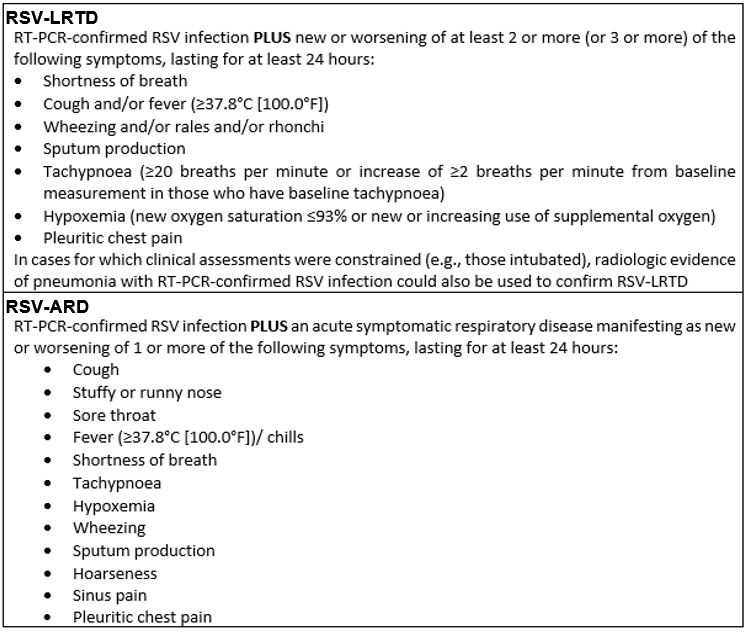 RSV-LRTD
RT-PCR-confirmed RSV infection PLUS new or worsening of at least 2 or more (or 3 or more) of the
following symptoms, lasting for at least 24 hours:
• Shortness of breath
• Cough and/or fever (≥37.8°C [100.0°F])
• Wheezing and/or rales and/or rhonchi
• Sputum production
• Tachypnoea (≥20 breaths per minute or increase of ≥2 breaths per minute from baseline
measurement in those who have baseline tachypnoea)
• Hypoxemia (new oxygen saturation ≤93% or new or increasing use of supplemental oxygen)
• Pleuritic chest pain
In cases for which clinical assessments were constrained (e.g., those intubated), radiologic evidence
of pneumonia with RT-PCR-confirmed RSV infection could also be used to confirm RSV-LRTD
RSV-ARD
RT-PCR-confirmed RSV infection PLUS an acute symptomatic respiratory disease manifesting as new
or worsening of 1 or more of the following symptoms, lasting for at least 24 hours:
• Cough
• Stuffy or runny nose
• Sore throat
• Fever (≥37.8°C [100.0°F])/ chills
• Shortness of breath
• Tachypnoea
• Hypoxemia
• Wheezing
• Sputum production
• Hoarseness
• Sinus pain
• Pleuritic chest pain